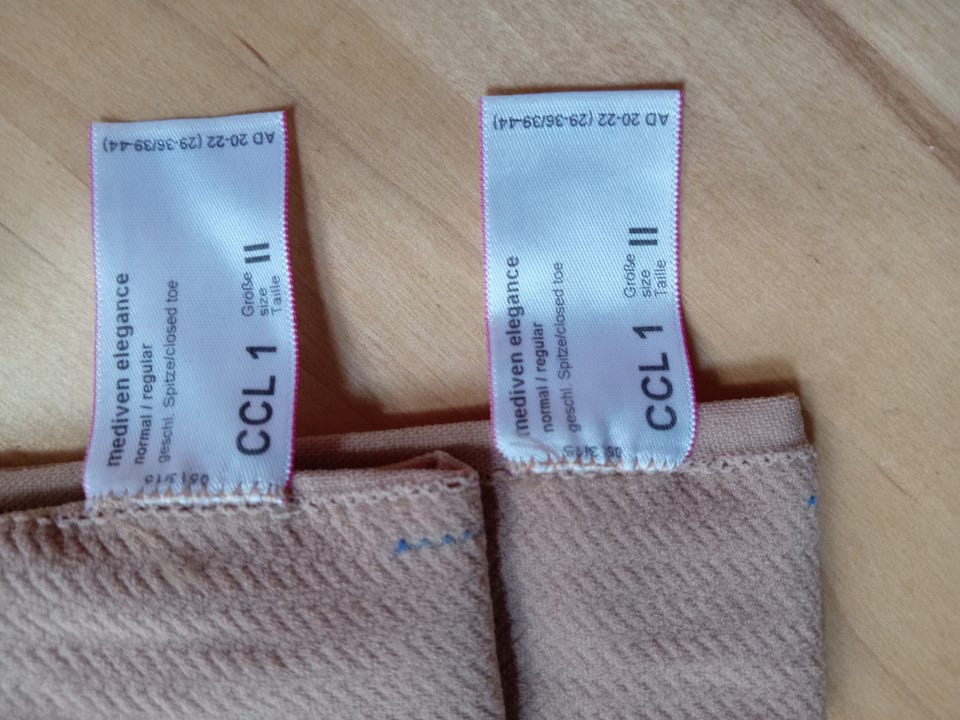 AD 20-22 (29-36/39-44)
mediven elegance
normal / regular
geschl. Spitze/closed toe
CCL 1
Größe
size
Taille
II
AD 20-22 (29-36/39-44)
mediven elegance
normal / regular
geschl. Spitze/closed toe
CCL 1
Größe
size
Taille
II